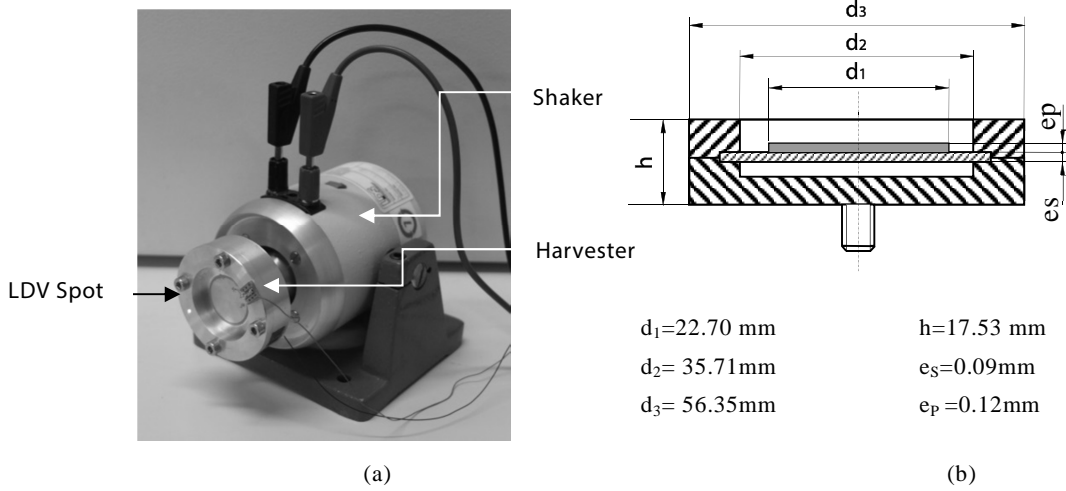 Shaker
Harvester
LDV Spot
(a)
d3
d2
d1
h
ep
es
d1=22.70 mm
h=17.53 mm
d2= 35.71mm
eS=0.09mm
d3= 56.35mm
eP =0.12mm
(b)